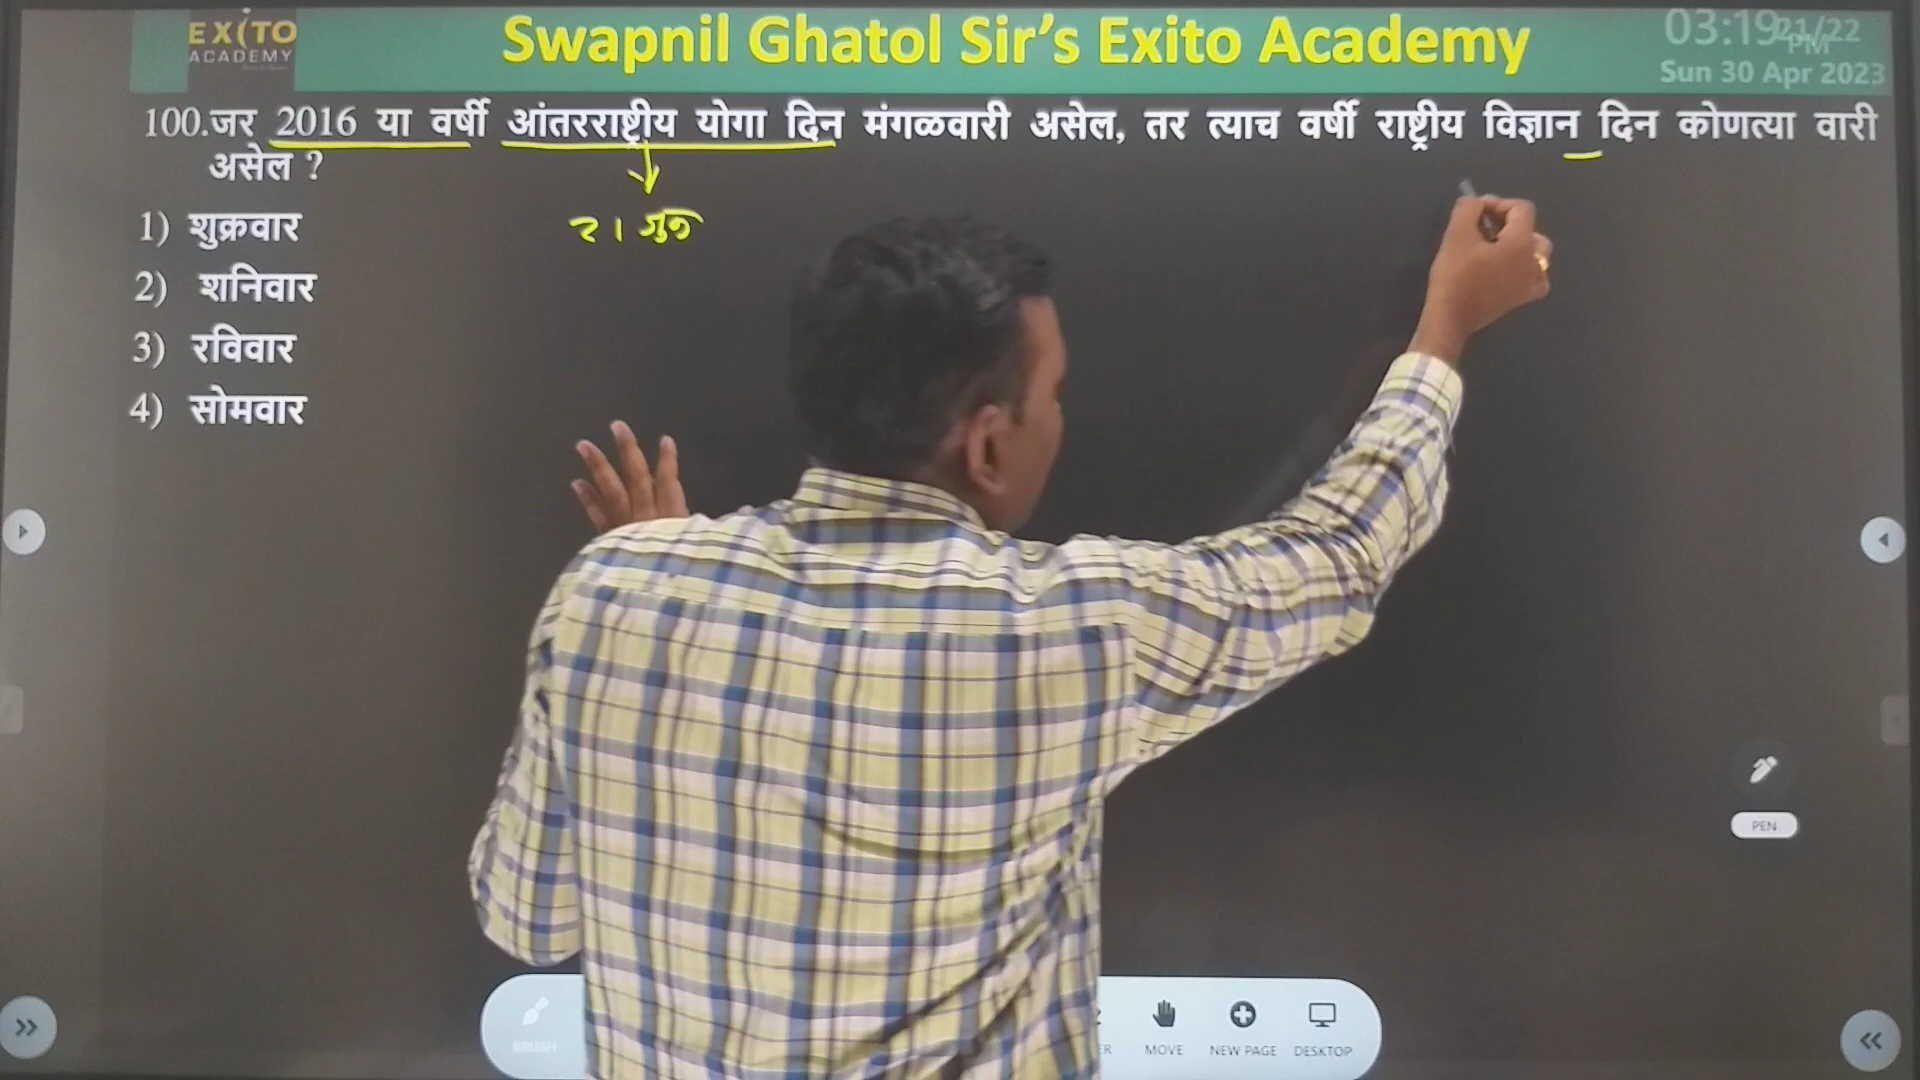 EXITO
ACADEMY
Swapnil Ghatol Sir's Exito Academy
03:19 PM
21/22
Sun 30 Apr 2023
100.जर 2016 या वर्षी आंतरराष्ट्रीय योगा दिन मंगळवारी असेल, तर त्याच वर्षी राष्ट्रीय विज्ञान दिन कोणत्या वारी
असेल ?
२१ जुन
1) शुक्रवार
2) शनिवार
3) रविवार
4) सोमवार
PEN
BRUSH
MOVE
NEW PAGE
DESKTOP